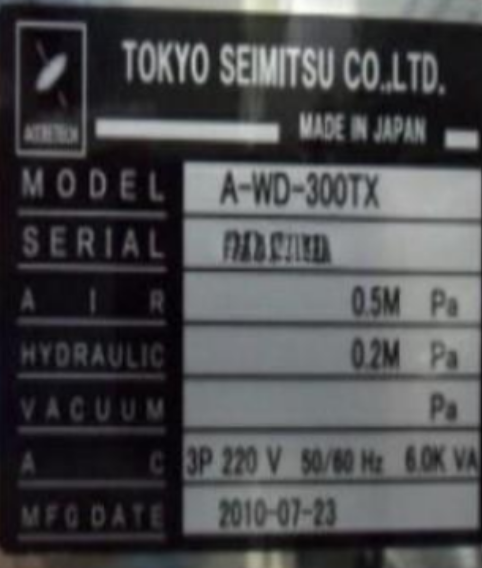 TOKYO SEIMITSU CO.,LTD.
ACCRETECH
MADE IN JAPAN
MODEL A-WD-300TX
SERIAL
AIR 0.5M Pa
HYDRAULIC 0.2M Pa
VACUUM Pa
AC 3P 220 V 50/60 Hz 6.0K VA
MFG DATE 2010-07-23